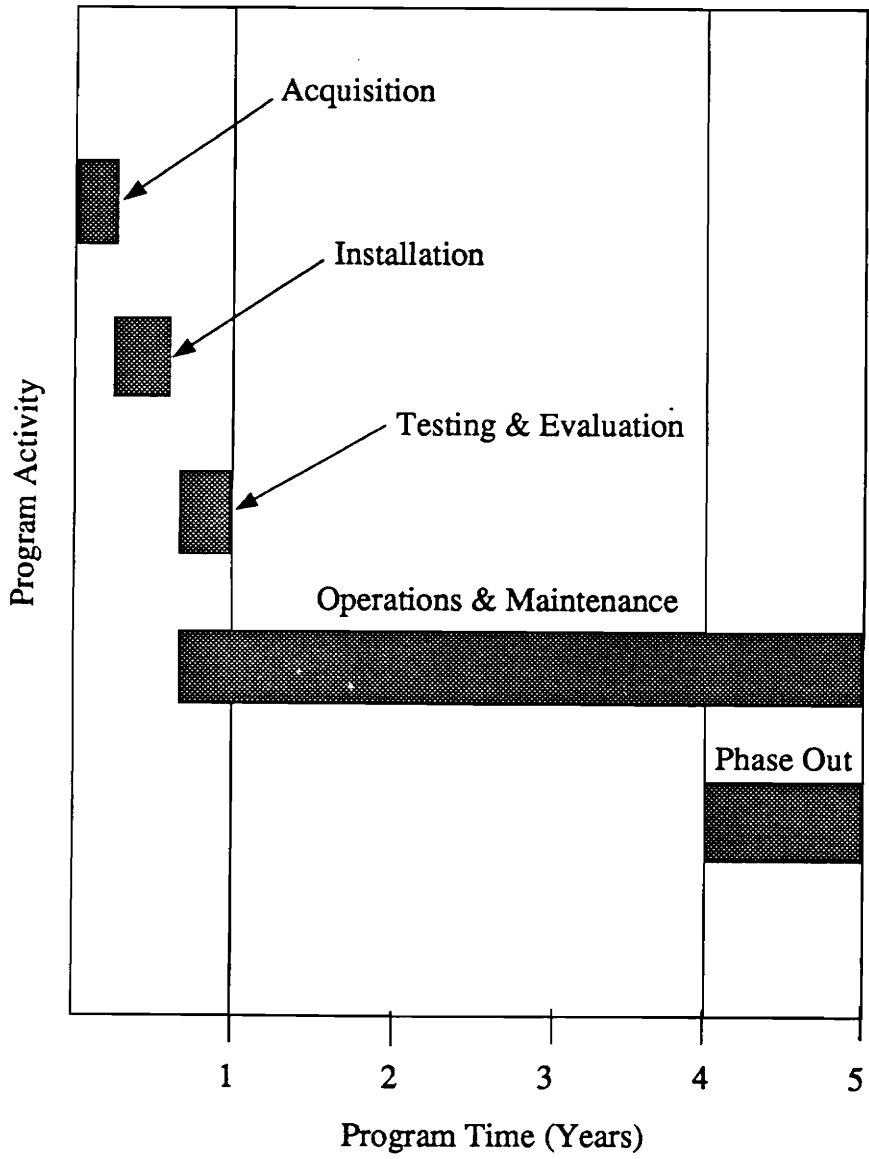 Acquisition
Installation
Testing & Evaluation
Operations & Maintenance
Phase Out
Program Activity
1 2 3 4 5
Program Time (Years)